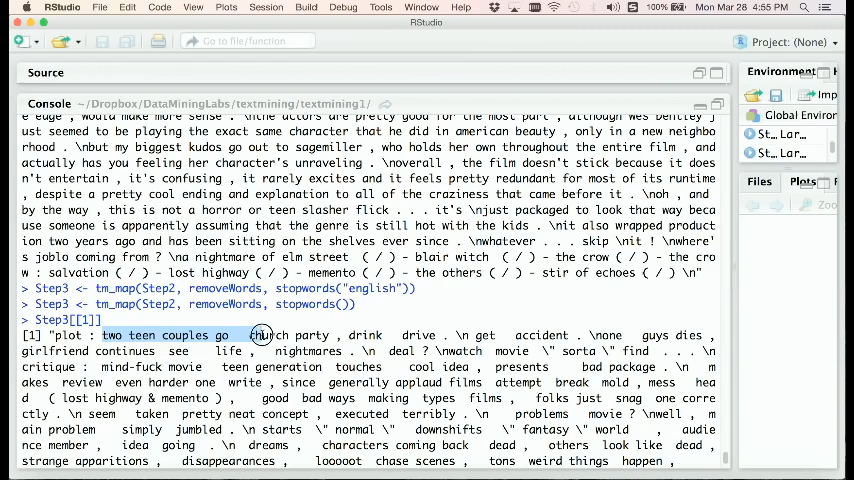 RStudio File Edit Code View Plots Session Build Debug Tools Window Help 100% Mon Mar 28 4:55 PM
RStudio
Go to file/function Project: (None)
Source Environment
Console ~/Dropbox/DataMiningLabs/textmining/textmining1/
Global Environ
St... Lar...
St... Lar...
Files Plots
e edge , would make more sense . \nthe actors are pretty good for the most part , although wes bentley j
ust seemed to be playing the exact same character that he did in american beauty , only in a new neighbo
rhood . \nbut my biggest kudos go out to sagemiller , who holds her own throughout the entire film , and
actually has you feeling her character's unraveling . \noverall , the film doesn't stick because it does
n't entertain , it's confusing , it rarely excites and it feels pretty redundant for most of its runtime
, despite a pretty cool ending and explanation to all of the craziness that came before it . \noh , and
by the way , this is not a horror or teen slasher flick . . . it's \njust packaged to look that way beca
use someone is apparently assuming that the genre is still hot with the kids . \nit also wrapped product
ion two years ago and has been sitting on the shelves ever since . \nwhatever . . . skip \nit ! \nwhere'
s joblo coming from ? \na nightmare of elm street ( / ) - blair witch ( / ) - the crow ( / ) - the cro
w : salvation ( / ) - lost highway ( / ) - memento ( / ) - the others ( / ) - stir of echoes ( / ) \n"
> Step3 <- tm_map(Step2, removeWords, stopwords("english"))
> Step3 <- tm_map(Step2, removeWords, stopwords())
> Step3[[1]]
[1] "plot : two teen couples go church party , drink drive . \n get accident . \none guys dies ,
girlfriend continues see life , nightmares . \n deal ? \nwatch movie \" sorta \" find . . . \n
critique : mind-fuck movie teen generation touches cool idea , presents bad package . \n m
akes review even harder one write , since generally applaud films attempt break mold , mess hea
d ( lost highway & memento ) , good bad ways making types films , folks just snag one corre
ctly . \n seem taken pretty neat concept , executed terribly . \n problems movie ? \nwell , m
ain problem simply jumbled . \n starts \" normal \" downshifts \" fantasy \" world , audie
nce member , idea going . \n dreams , characters coming back dead , others look like dead ,
strange apparitions , disappearances , looooot chase scenes , tons weird things happen ,